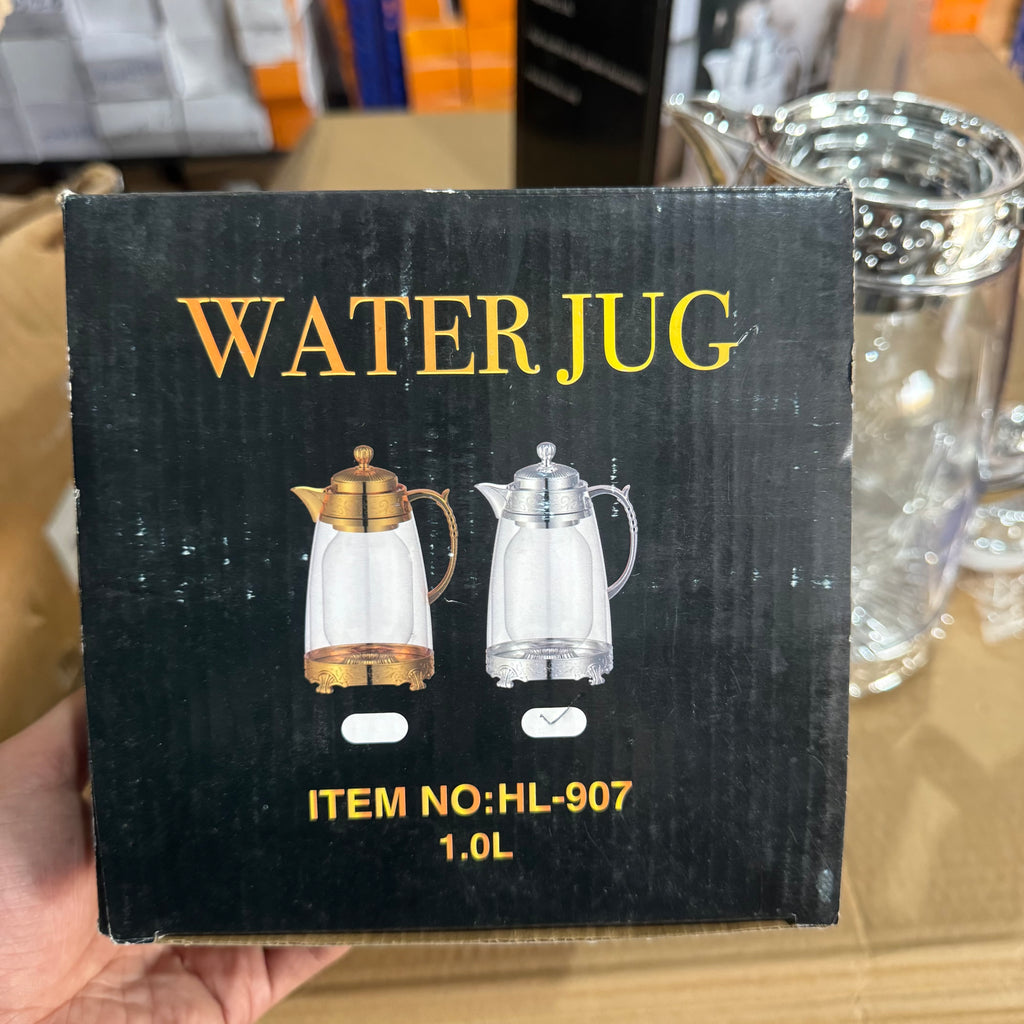 WATER JUG
ITEM NO:HL-907
1.0L